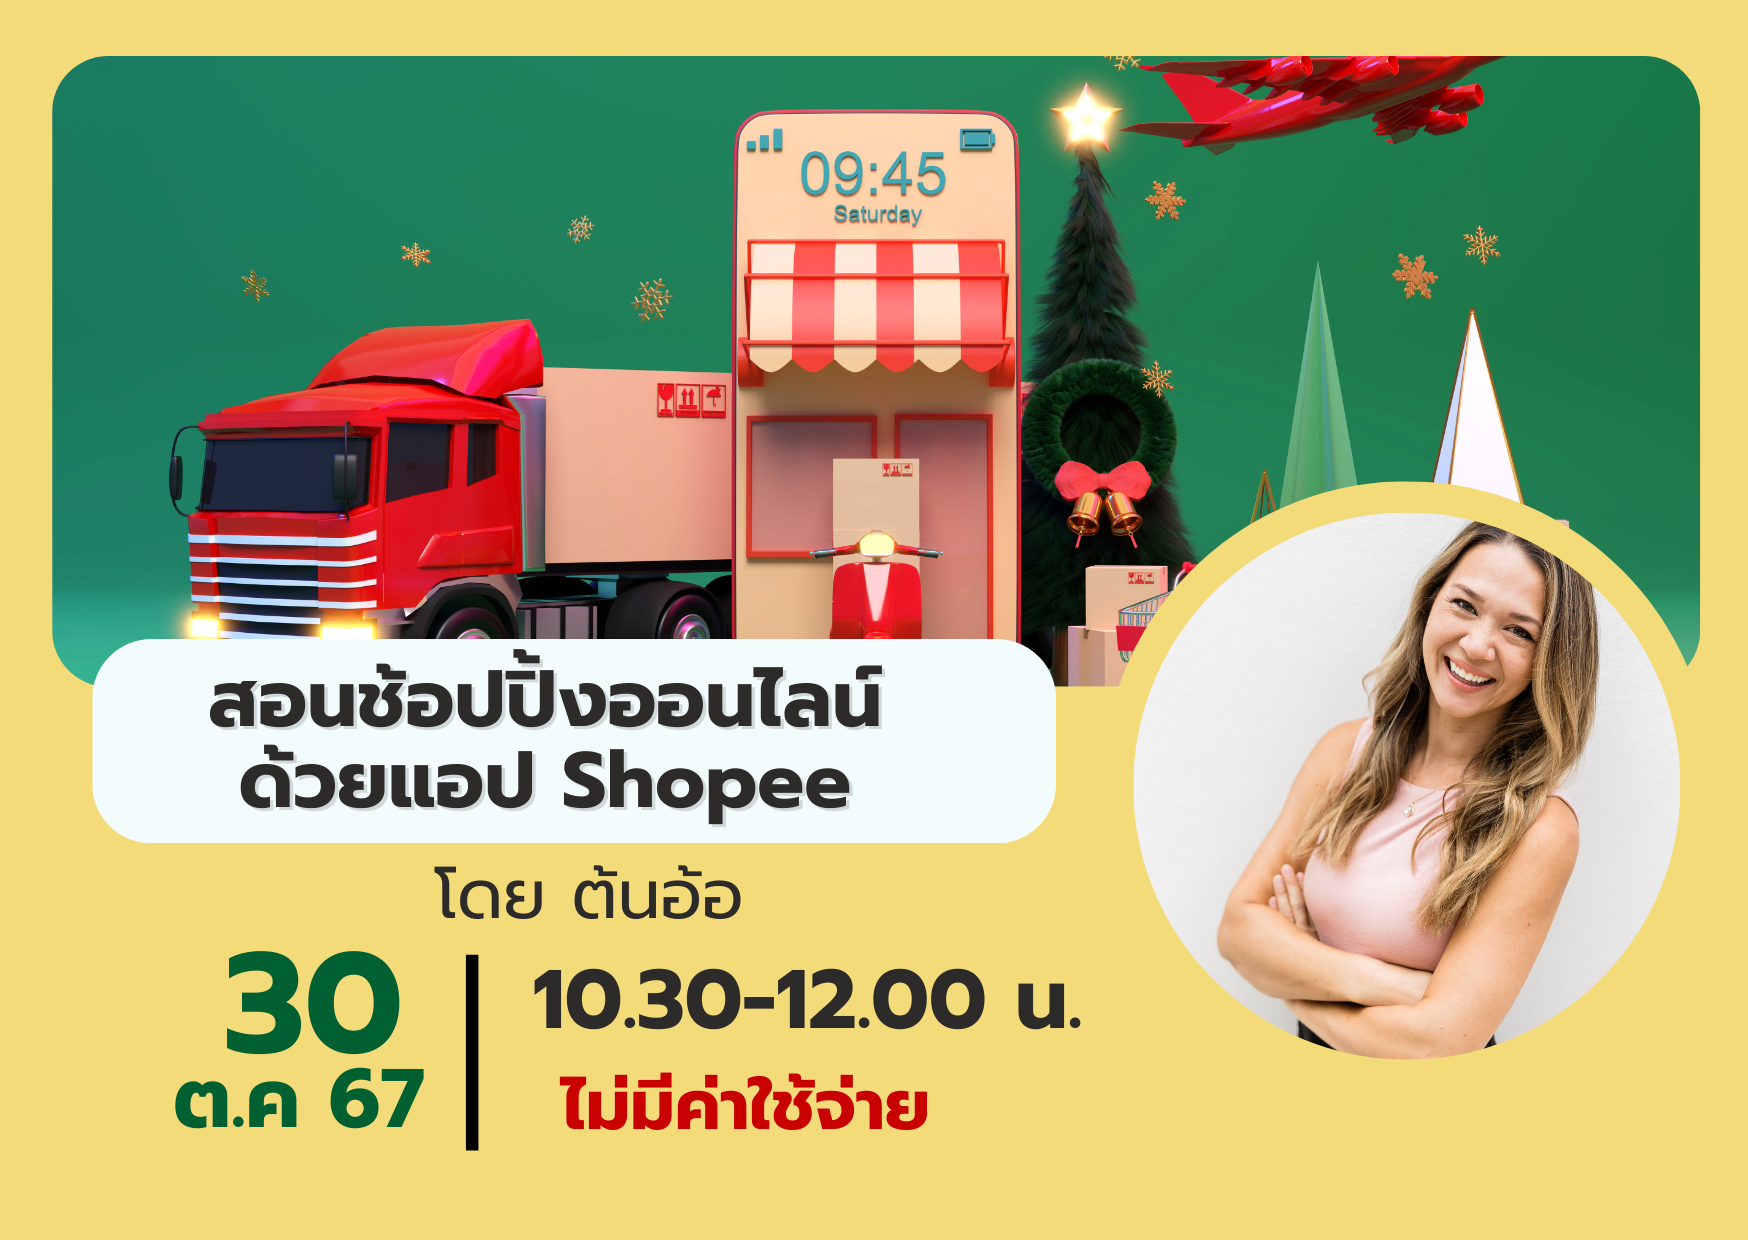 09:45
Saturday
สอนช้อปปิ้งออนไลน์
ด้วยแอป Shopee
โดย ต้นอ้อ
30
ต.ค 67
10.30-12.00 น.
ไม่มีค่าใช้จ่าย